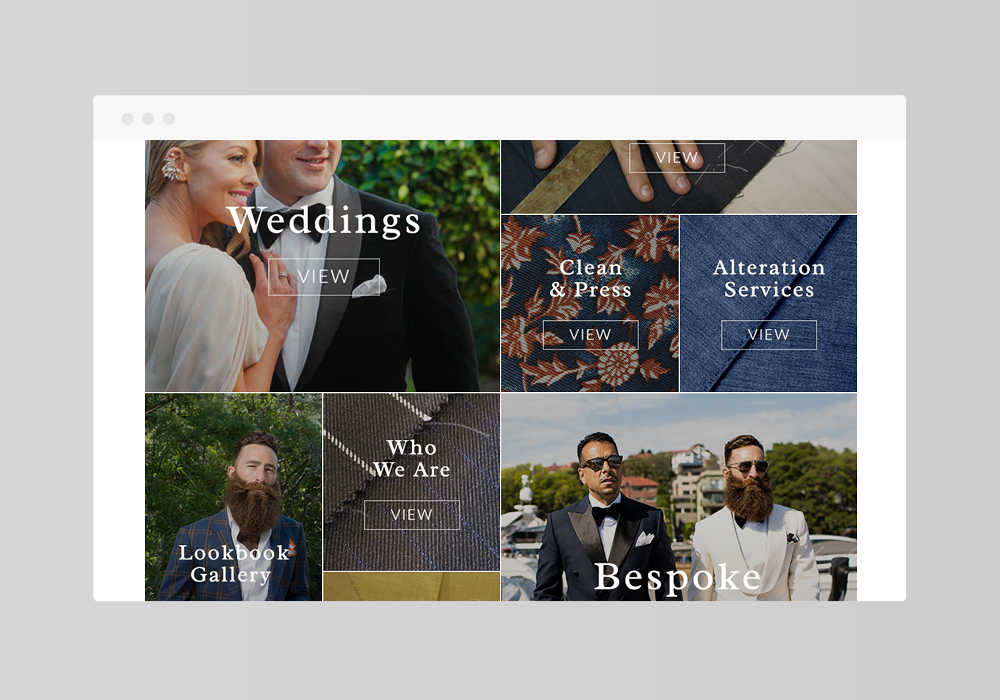 VIEW
Weddings
VIEW
Clean
& Press
VIEW
Alteration
Services
VIEW
Who
We Are
VIEW
Lookbook
Gallery
Bespoke